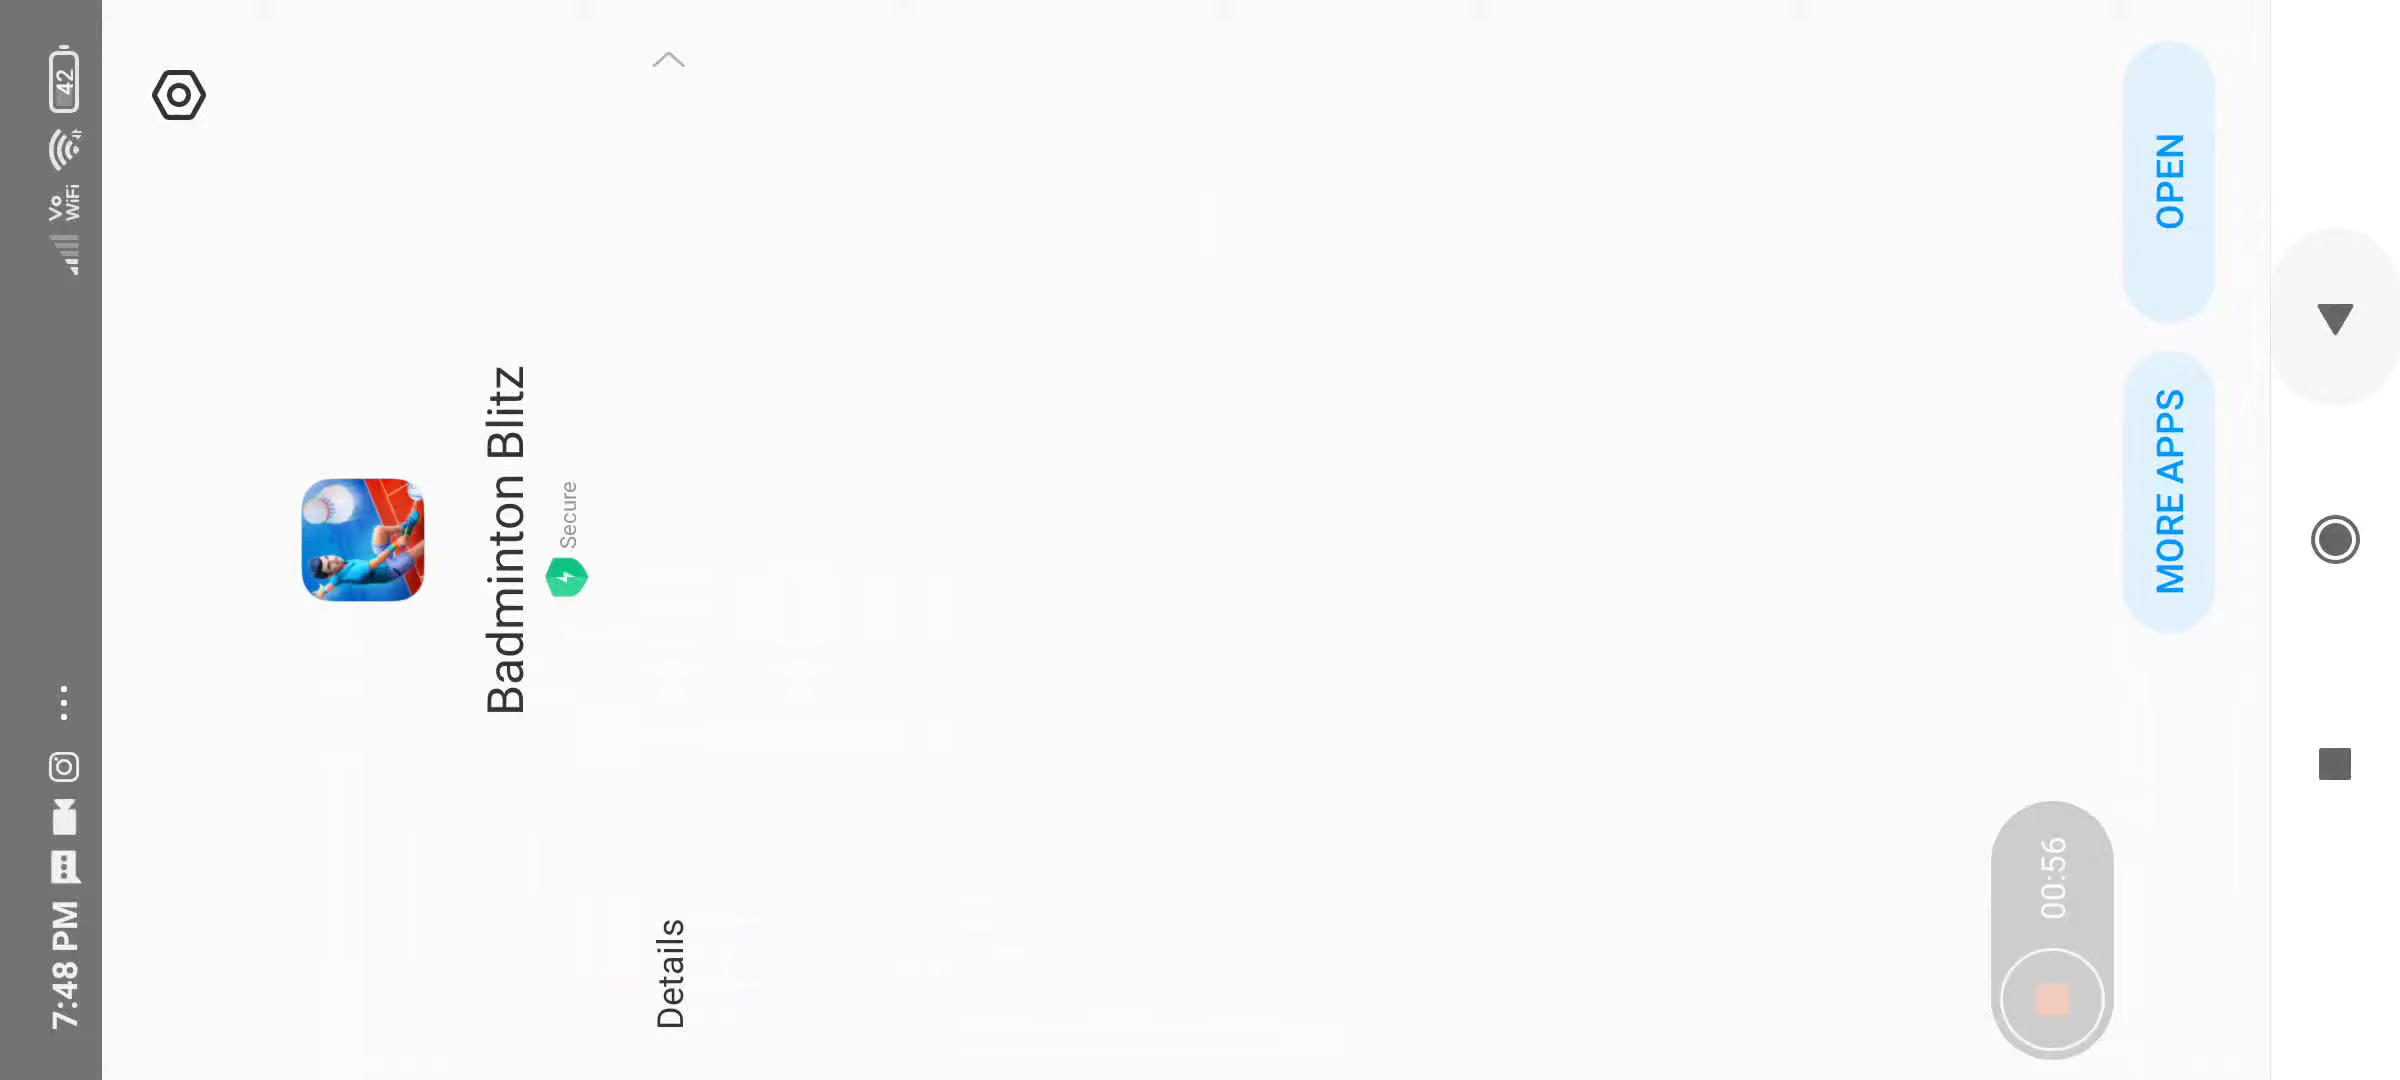 7:48 PM
Vo
WiFi
42
Badminton Blitz
Secure
Details
00:56
MORE APPS
OPEN